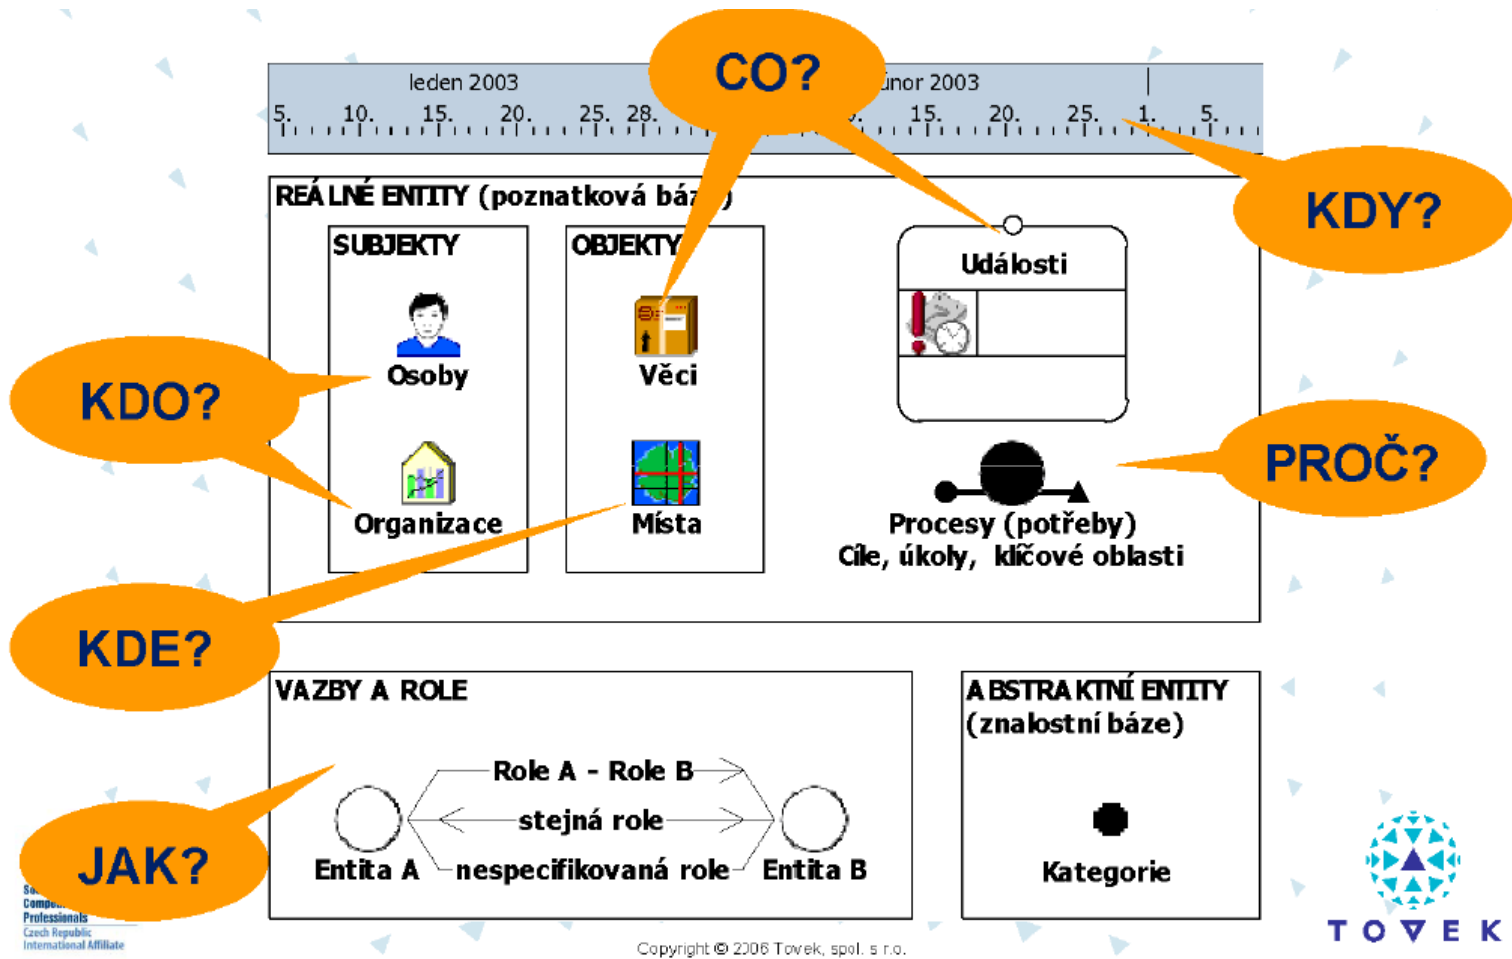 CO?
leden 2003
únor 2003
5. 10. 15. 20. 25. 28. 15. 20. 25. 1. 5.
KDY?
REÁLNÉ ENTITY (poznatková báz
SUBJEKTY
OBJEKTY
Události
KDO?
Osoby
Věci
PROČ?
Organizace
Místa
Procesy (potřeby)
Cíle, úkoly, klíčové oblasti
KDE?
VAZBY A ROLE
ABSTRAKTNÍ ENTITY
(znalostní báze)
Role A - Role B
stejná role
JAK?
Entita A
nespecifikovaná role
Entita B
Kategorie
Professionals
Czech Republic
International Affiliate
TOVEK
Copyright © 2006 Tovek, spol. s r.o.